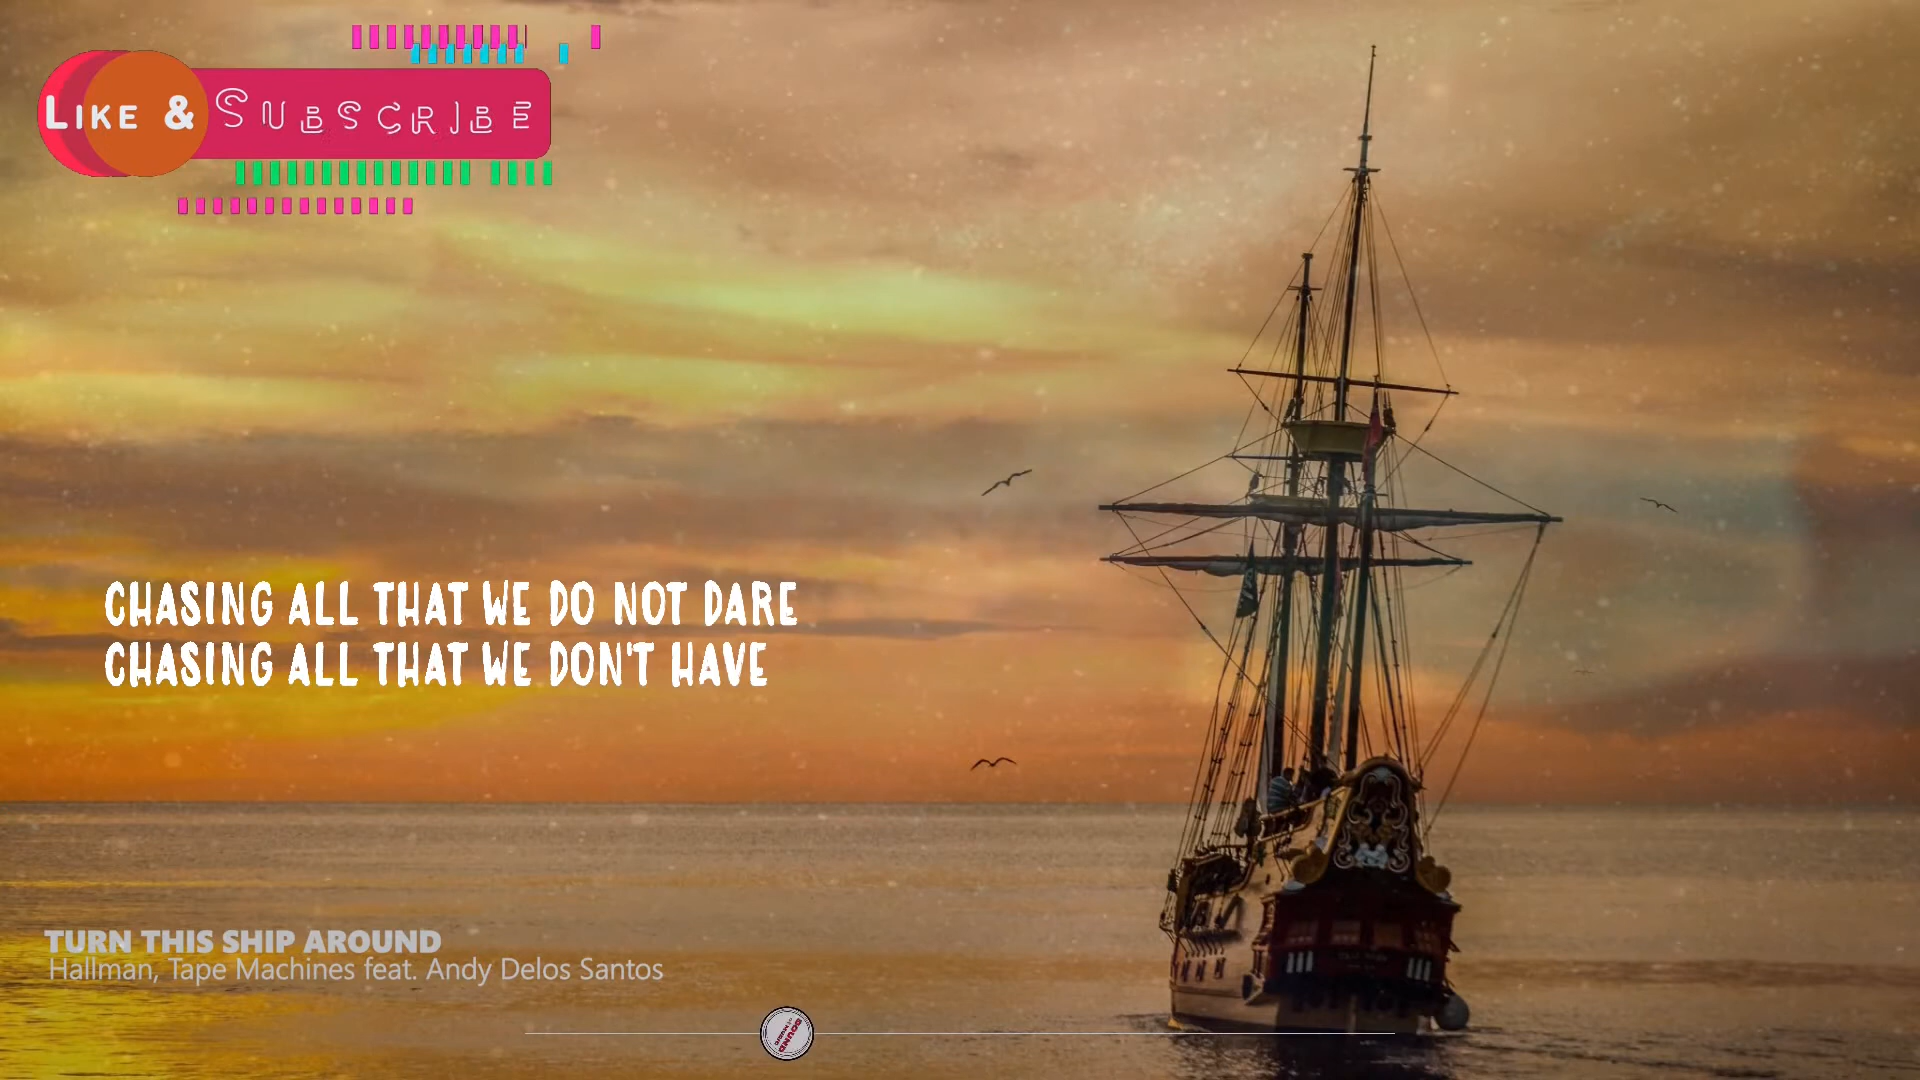 LIKE & SUBSCRIBE
CHASING ALL THAT WE DO NOT DARE
CHASING ALL THAT WE DON'T HAVE
TURN THIS SHIP AROUND
Hallman, Tape Machines feat. Andy Delos Santos
SOUND